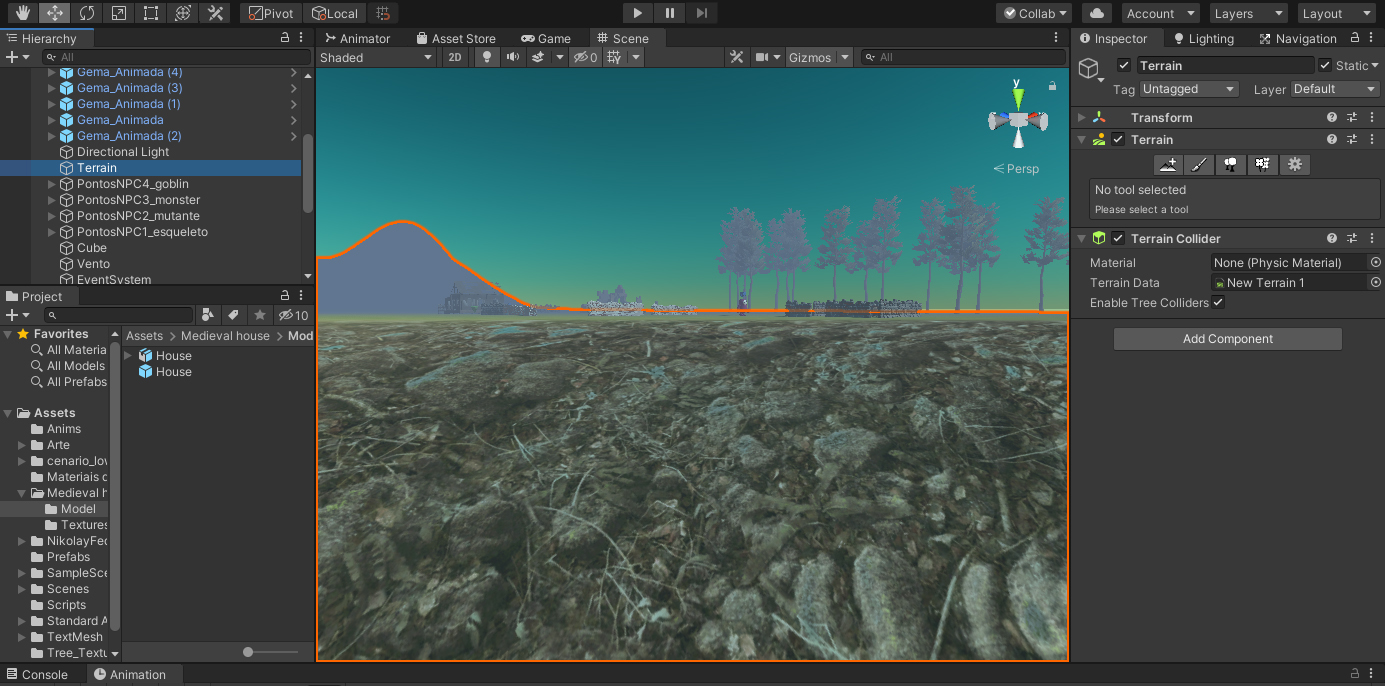 Pivot Local Collab Account Layers Layout
Hierarchy
All
Gema_Animada (4)
Gema_Animada (3)
Gema_Animada (1)
Gema_Animada
Gema_Animada (2)
Directional Light
Terrain
PontosNPC4_goblin
PontosNPC3_monster
PontosNPC2_mutante
PontosNPC1_esqueleto
Cube
Vento
EventSystem
Project
10
Favorites
All Materia
All Models
All Prefabs
Assets
Anims
Arte
cenario_lov
Materiais d
Medieval h
Model
Textures
NikolayFed
Prefabs
SampleSce
Scenes
Scripts
Standard A
TextMesh
Tree_Textu
Assets Medieval house Mod
House
House
Animator Asset Store Game Scene
Shaded 2D 0 Gizmos All
y
Persp
Inspector Lighting Navigation
Terrain Static
Tag Untagged Layer Default
Transform
Terrain
No tool selected
Please select a tool
Terrain Collider
Material None (Physic Material)
Terrain Data New Terrain 1
Enable Tree Colliders
Add Component
Console Animation